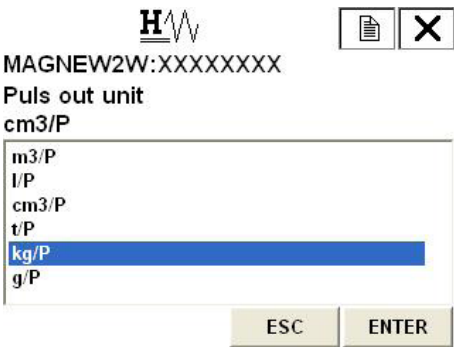 H
MAGNEW2W:XXXXXXXX
Puls out unit
cm3/P
m3/P
l/P
cm3/P
t/P
kg/P
g/P
ESC ENTER